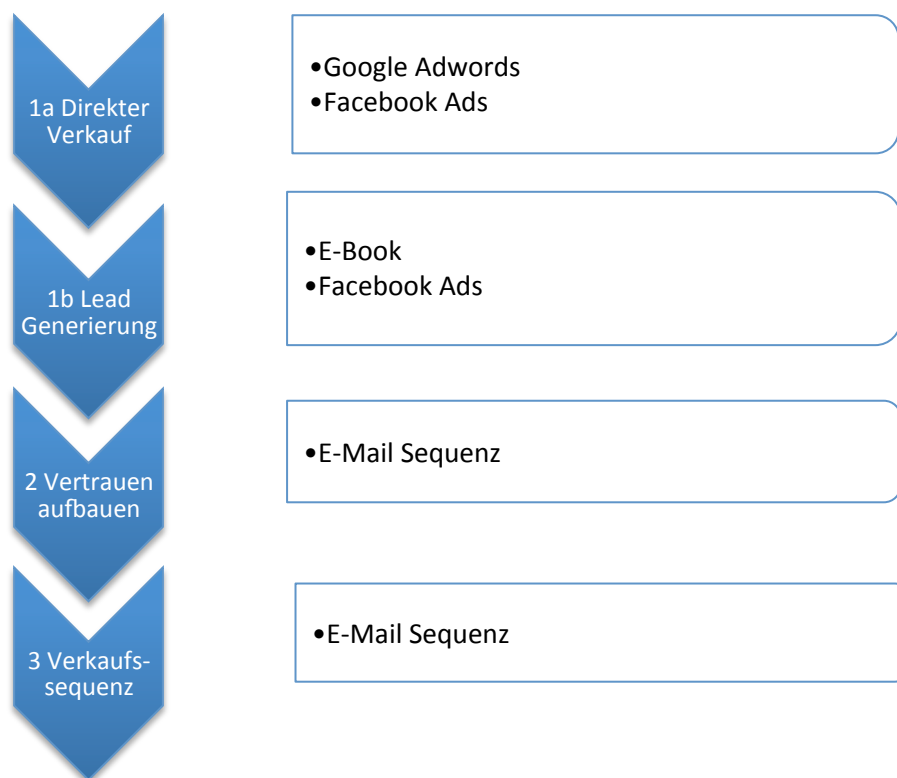 1a Direkter
Verkauf
•Google Adwords
•Facebook Ads
1b Lead
Generierung
•E-Book
•Facebook Ads
2 Vertrauen
aufbauen
•E-Mail Sequenz
3 Verkaufs-
sequenz
•E-Mail Sequenz